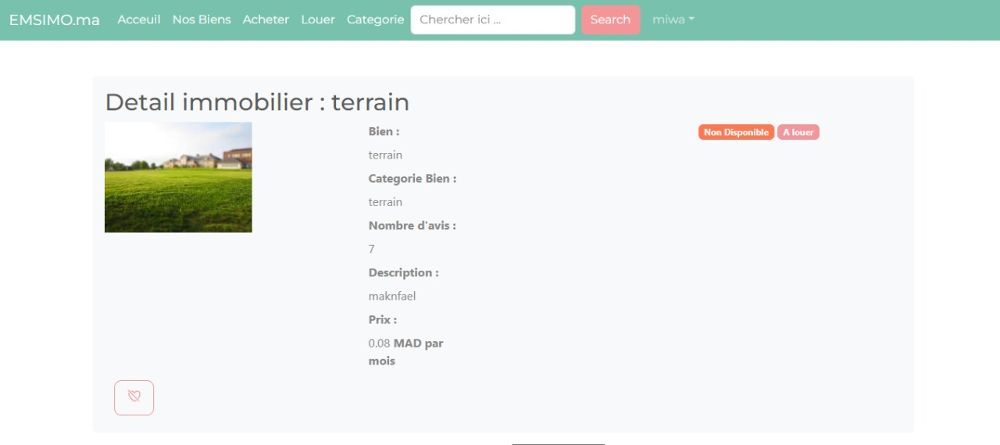 EMSIMO.ma Acceuil Nos Biens Acheter Louer Categorie Chercher ici ... Search miwa
Detail immobilier : terrain
Bien :
Non Disponible A louer
terrain
Categorie Bien :
terrain
Nombre d'avis :
7
Description :
maknfael
Prix :
0.08 MAD par
mois